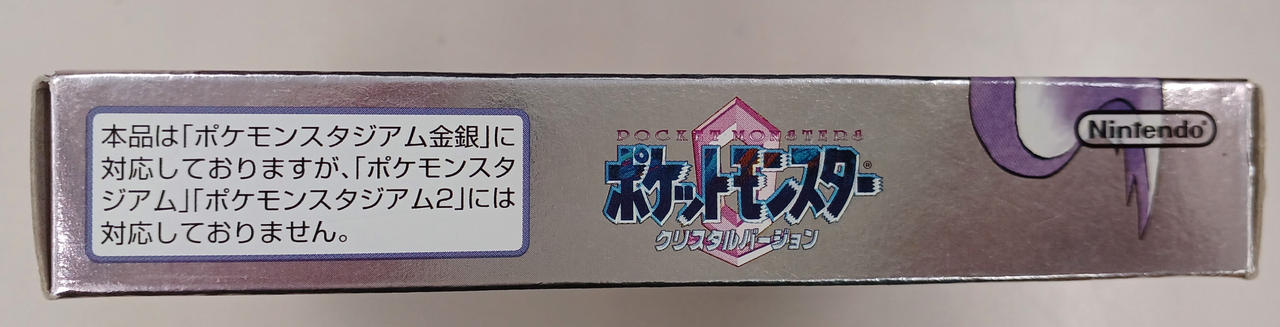 本品は「ポケモンスタジアム金銀」に
対応しておりますが、「ポケモンスタ
ジアム」「ポケモンスタジアム2」には
対応しておりません。
POCKET MONSTERS
ポケットモンスター®
クリスタルバージョン
Nintendo®